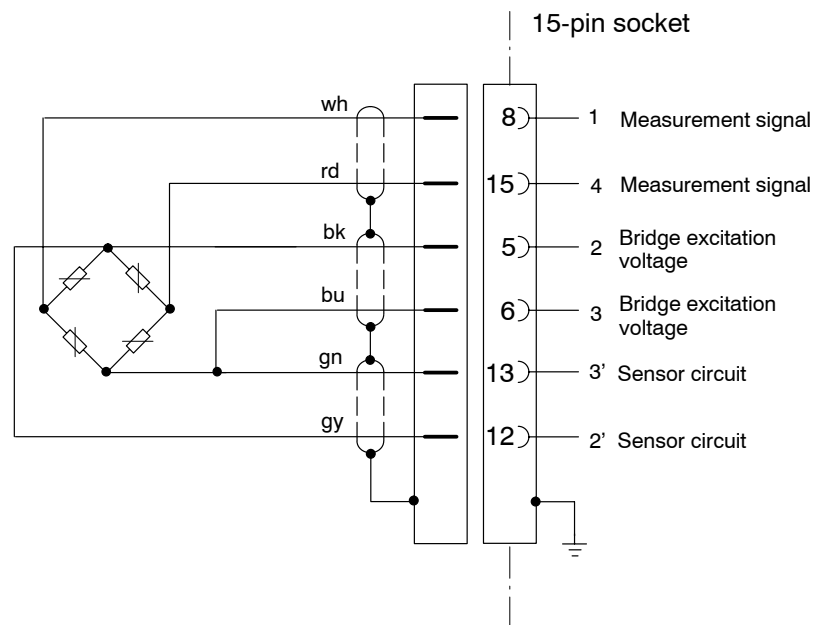 15-pin socket
wh
8
1
Measurement signal
rd
15
4
Measurement signal
bk
5
2
Bridge excitation
voltage
bu
6
3
Bridge excitation
voltage
gn
13
3’
Sensor circuit
gy
12
2’
Sensor circuit